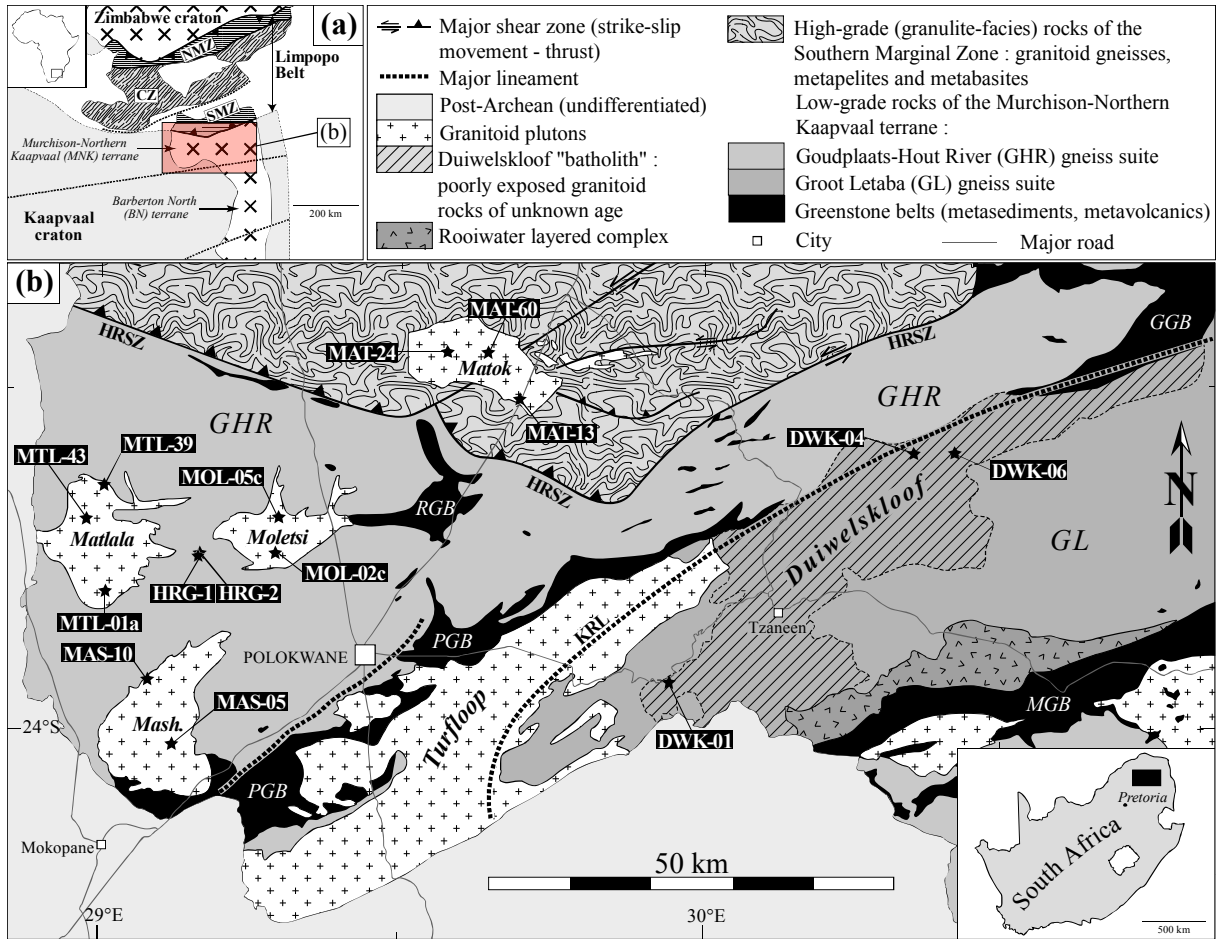 Zimbabwe craton
(a)
NMZ
Limpopo
Belt
CZ
SMZ
(b)
Murchison-Northern
Kaapvaal (MNK) terrane
Barberton North
(BN) terrane
200 km
Kaapvaal
craton
Major shear zone (strike-slip
movement - thrust)
Major lineament
Post-Archean (undifferentiated)
Granitoid plutons
Duiwelskloof "batholith" :
poorly exposed granitoid
rocks of unknown age
Rooiwater layered complex
High-grade (granulite-facies) rocks of the
Southern Marginal Zone : granitoid gneisses,
metapelites and metabasites
Low-grade rocks of the Murchison-Northern
Kaapvaal terrane :
Goudplaats-Hout River (GHR) gneiss suite
Groot Letaba (GL) gneiss suite
Greenstone belts (metasediments, metavolcanics)
City
Major road
(b)
HRSZ
MAT-60
MAT-24
Matok
MAT-13
HRSZ
GGB
GHR
GHR
MTL-39
MTL-43
MOL-05c
HRSZ
DWK-04
DWK-06
N
RGB
Matlala
Moletsi
MOL-02c
HRG-1
HRG-2
Duiwelskloof
GL
MTL-01a
MAS-10
POLOKWANE
PGB
KRL
Tzaneen
MAS-05
Mash.
Turfloop
DWK-01
MGB
24°S
PGB
Mokopane
50 km
29°E
30°E
Pretoria
South Africa
500 km